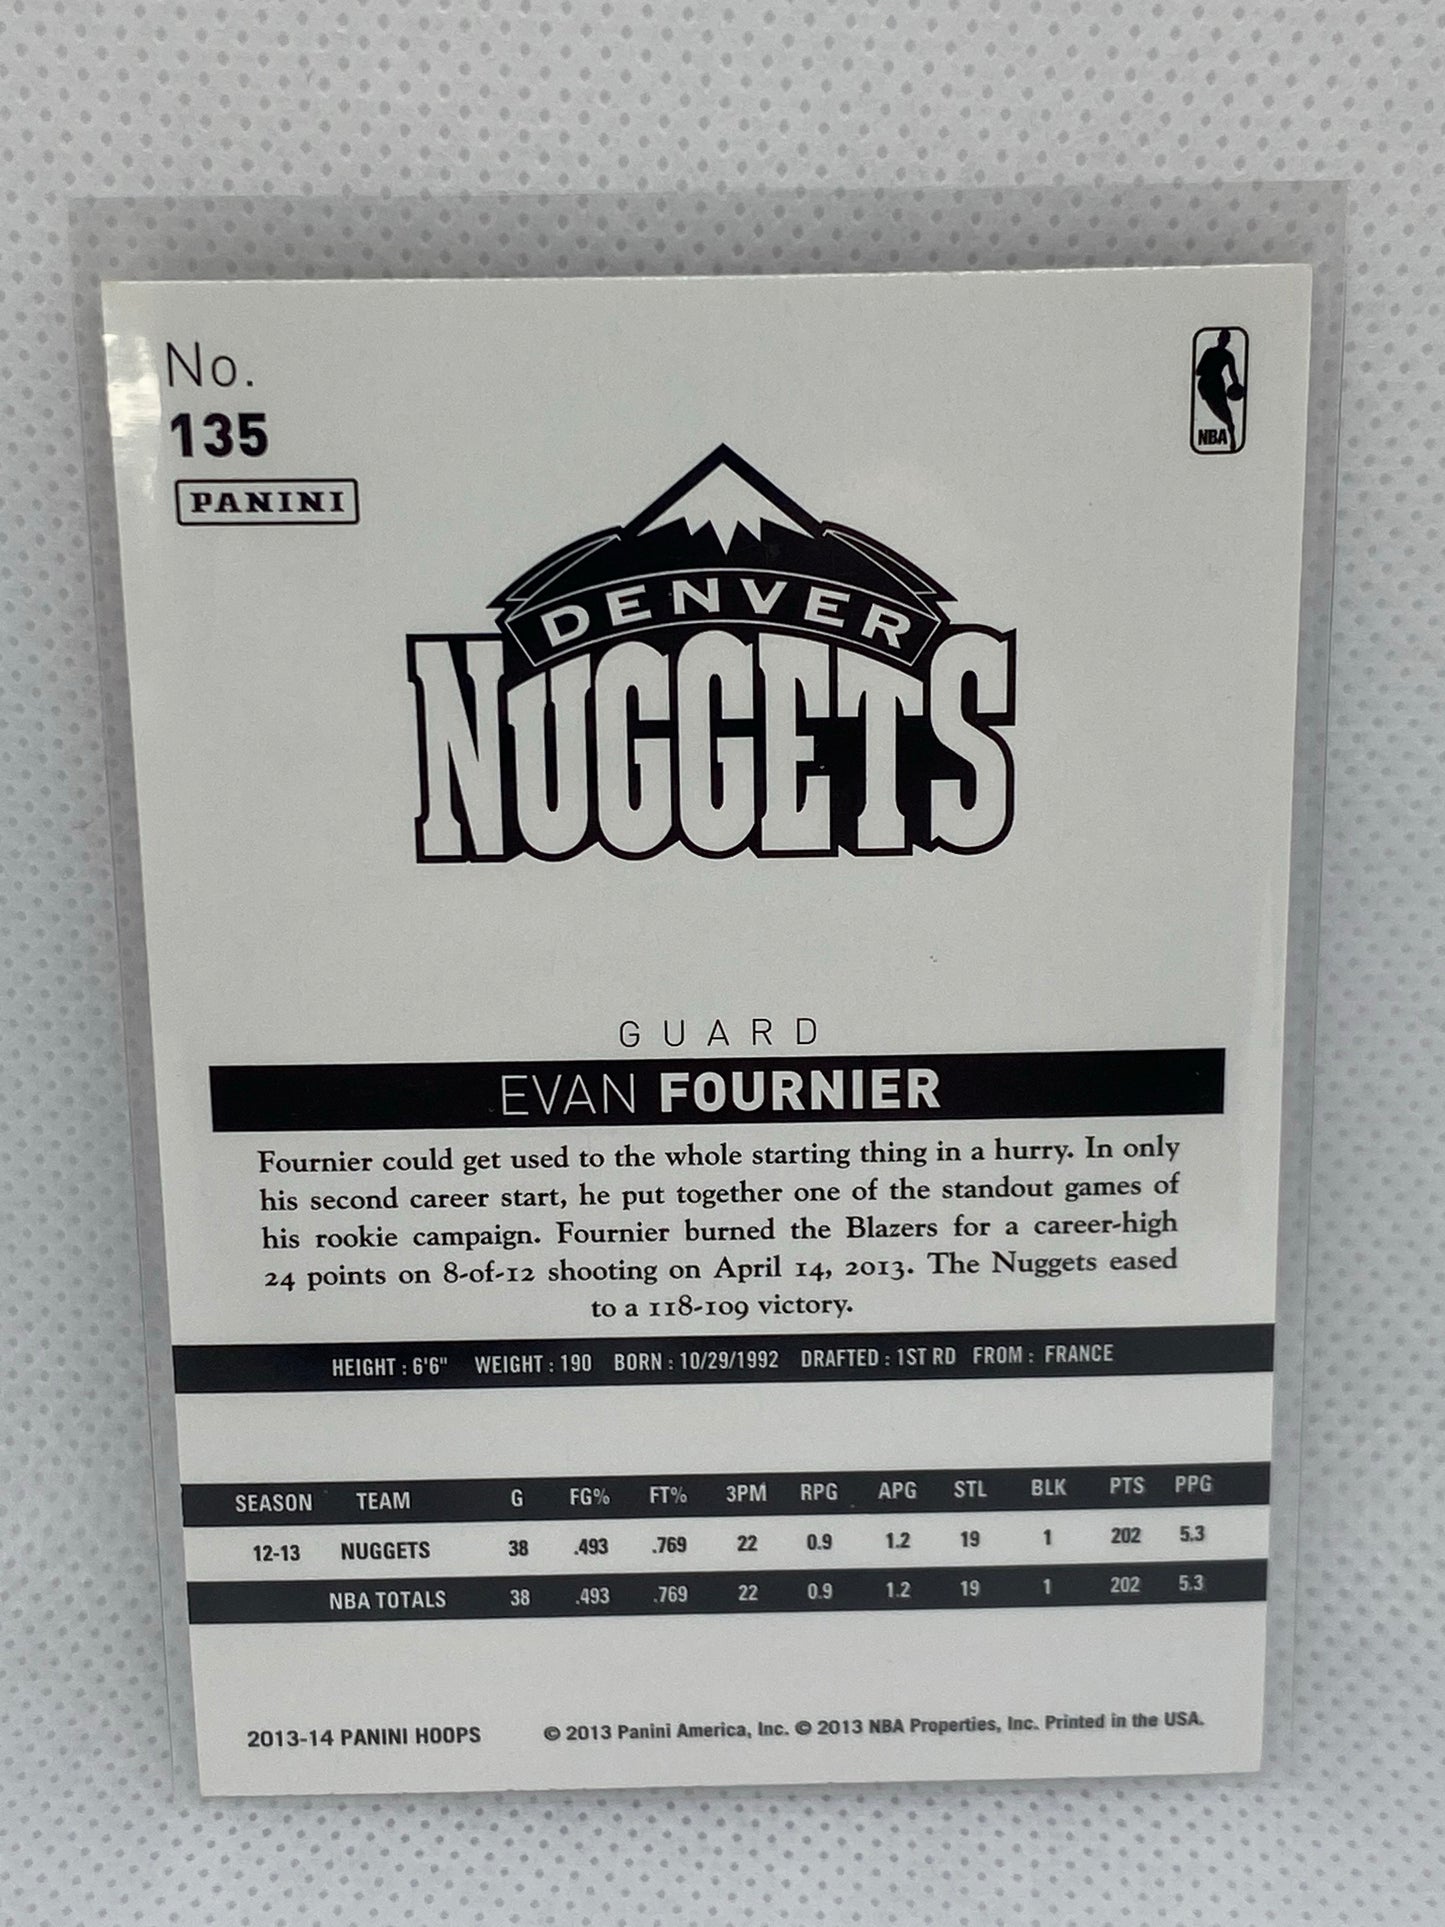 No.
135
PANINI
NBA
DENVER
NUGGETS
GUARD
EVAN FOURNIER
Fournier could get used to the whole starting thing in a hurry. In only
his second career start, he put together one of the standout games of
his rookie campaign. Fournier burned the Blazers for a career-high
24 points on 8-of-12 shooting on April 14, 2013. The Nuggets eased
to a 118-109 victory.
HEIGHT : 6'6" WEIGHT : 190 BORN : 10/29/1992 DRAFTED : 1ST RD FROM : FRANCE
SEASON TEAM G FG% FT% 3PM RPG APG STL BLK PTS PPG
12-13 NUGGETS 38 .493 .769 22 0.9 1.2 19 1 202 5.3
NBA TOTALS 38 .493 .769 22 0.9 1.2 19 1 202 5.3
2013-14 PANINI HOOPS © 2013 Panini America, Inc. © 2013 NBA Properties, Inc. Printed in the USA.